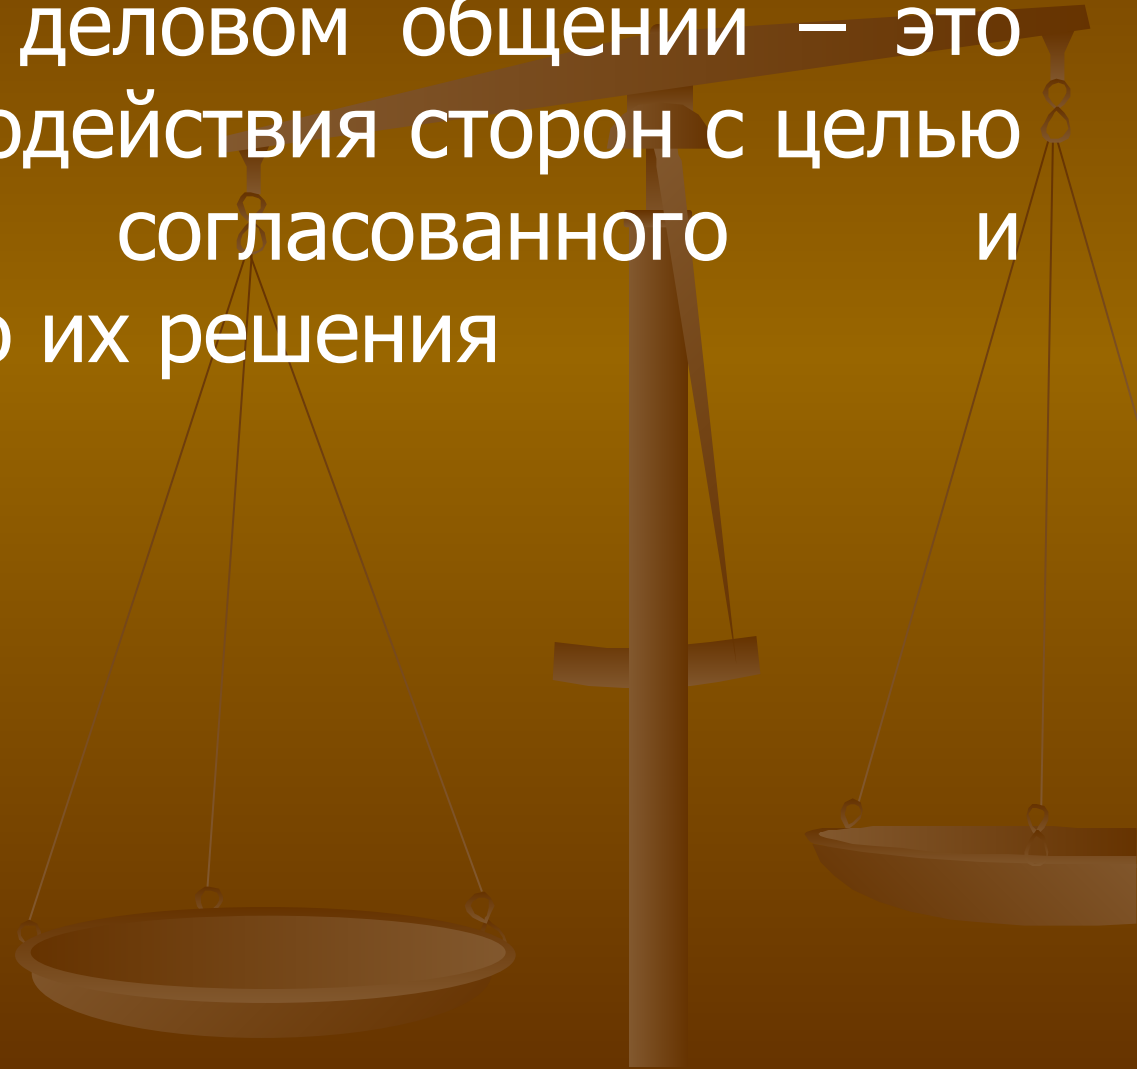 деловом общении – это
одействия сторон с целью
согласованного и
о их решения